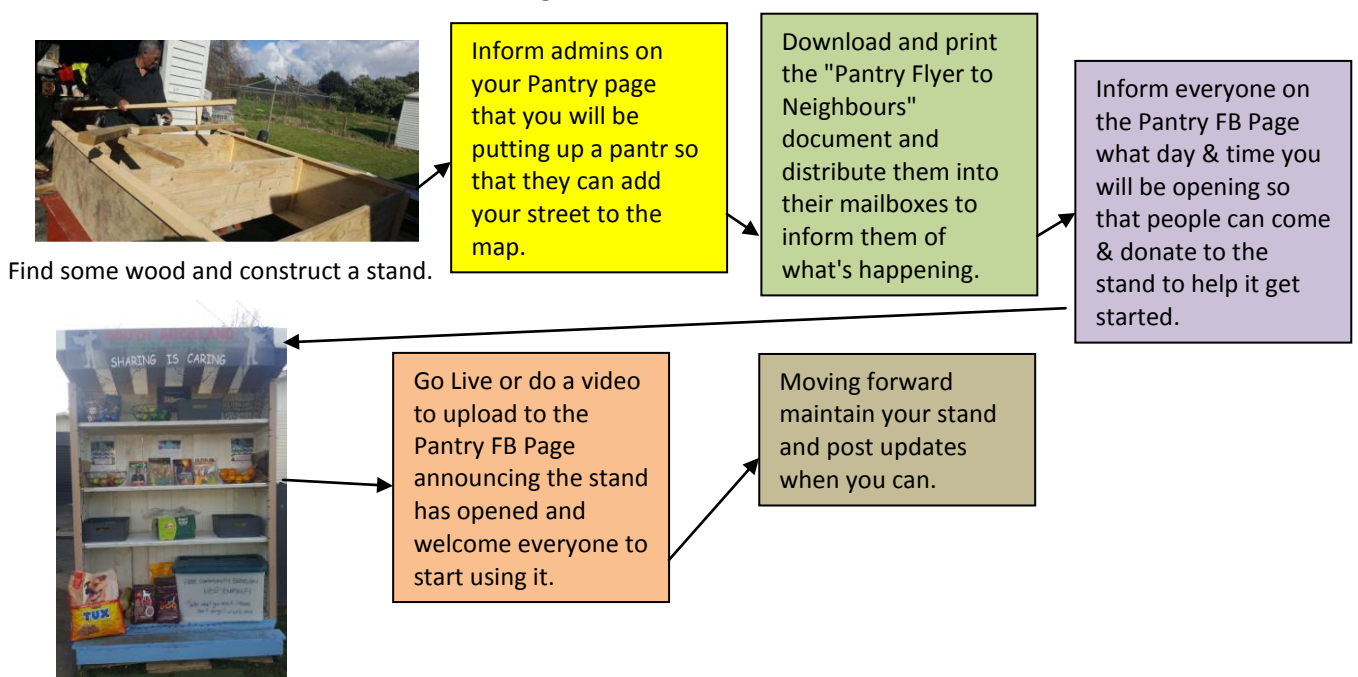 Find some wood and construct a stand.
Inform admins on
your Pantry page
that you will be
putting up a pantr so
that they can add
your street to the
map.
Download and print
the "Pantry Flyer to
Neighbours"
document and
distribute them into
their mailboxes to
inform them of
what's happening.
Inform everyone on
the Pantry FB Page
what day & time you
will be opening so
that people can come
& donate to the
stand to help it get
started.
SHARING IS CARING
TUX
Go Live or do a video
to upload to the
Pantry FB Page
announcing the stand
has opened and
welcome everyone to
start using it.
Moving forward
maintain your stand
and post updates
when you can.